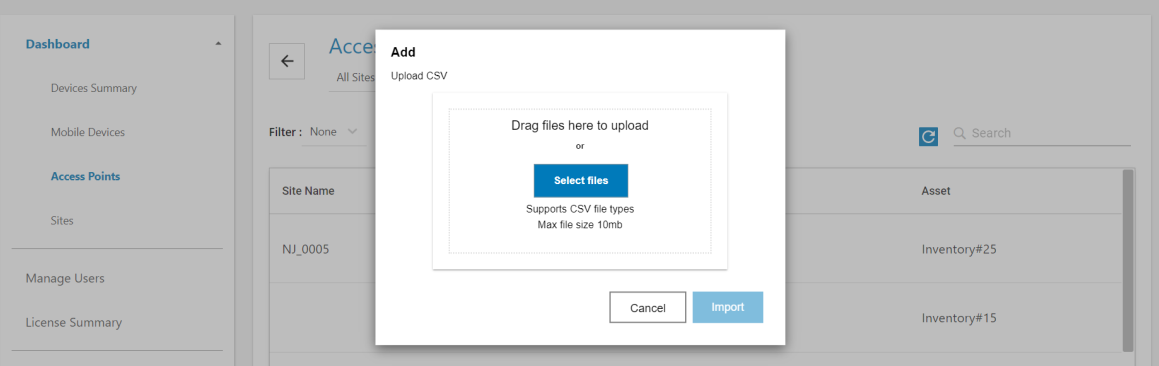 Dashboard
Devices Summary
Mobile Devices
Access Points
Sites
Manage Users
License Summary
All Sites
Filter : None
Search
Site Name
Asset
NJ_0005
Inventory#25
Inventory#15
Add
Upload CSV
Drag files here to upload
or
Select files
Supports CSV file types
Max file size 10mb
Cancel
Import